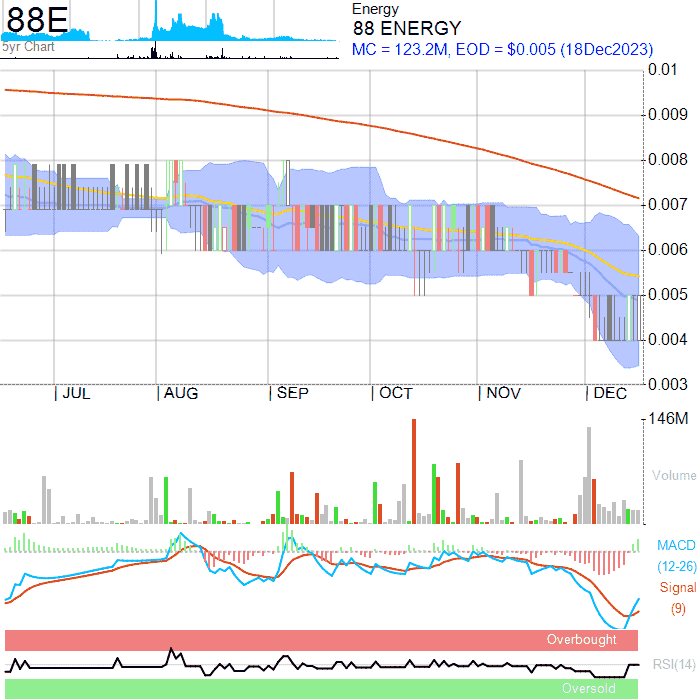 88E
5yr Chart
Energy
88 ENERGY
MC = 123.2M, EOD = $0.005 (18Dec2023)
0.01
0.009
0.008
0.007
0.006
0.005
0.004
0.003
JUL AUG SEP OCT NOV DEC
146M
Volume
MACD
(12-26)
Signal
(9)
Overbought
RSI(14)
Oversold